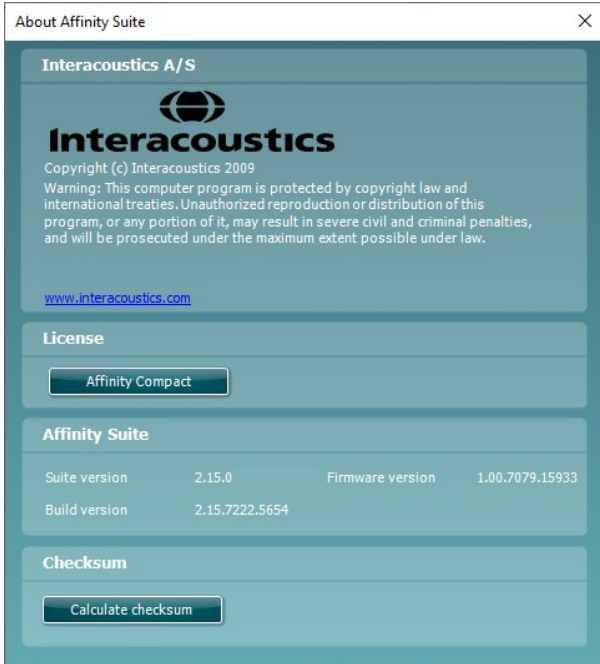 About Affinity Suite
Interacoustics A/S
Interacoustics
Copyright (c) Interacoustics 2009
Warning: This computer program is protected by copyright law and
international treaties. Unauthorized reproduction or distribution of this
program, or any portion of it, may result in severe civil and criminal penalties,
and will be prosecuted under the maximum extent possible under law.
www.interacoustics.com
License
Affinity Compact
Affinity Suite
Suite version 2.15.0 Firmware version 1.00.7079.15933
Build version 2.15.7222.5654
Checksum
Calculate checksum